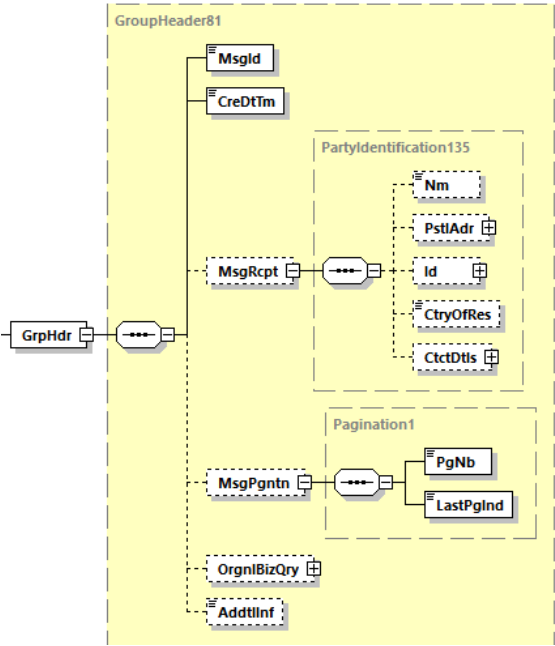 GroupHeader81
MsgId
CreDtTm
PartyIdentification135
Nm
PstlAdr
MsgRcpt
Id
CtryOfRes
GrpHdr
CtctDtls
Pagination1
PgNb
MsgPgntn
LastPgInd
OrgnlBizQry
AddtlInf